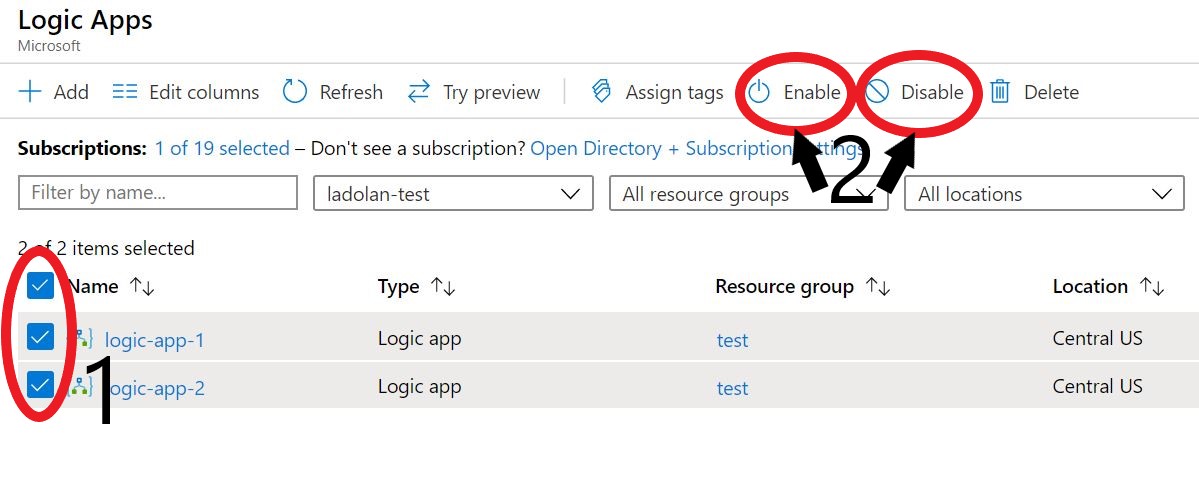 Logic Apps
Microsoft
Add Edit columns Refresh Try preview Assign tags Enable Disable Delete
Subscriptions: 1 of 19 selected – Don't see a subscription? Open Directory + Subscription settings
Filter by name... ladolan-test All resource groups All locations
2
2 of 2 items selected
Name Type Resource group Location
logic-app-1 Logic app test Central US
logic-app-2 Logic app test Central US
1